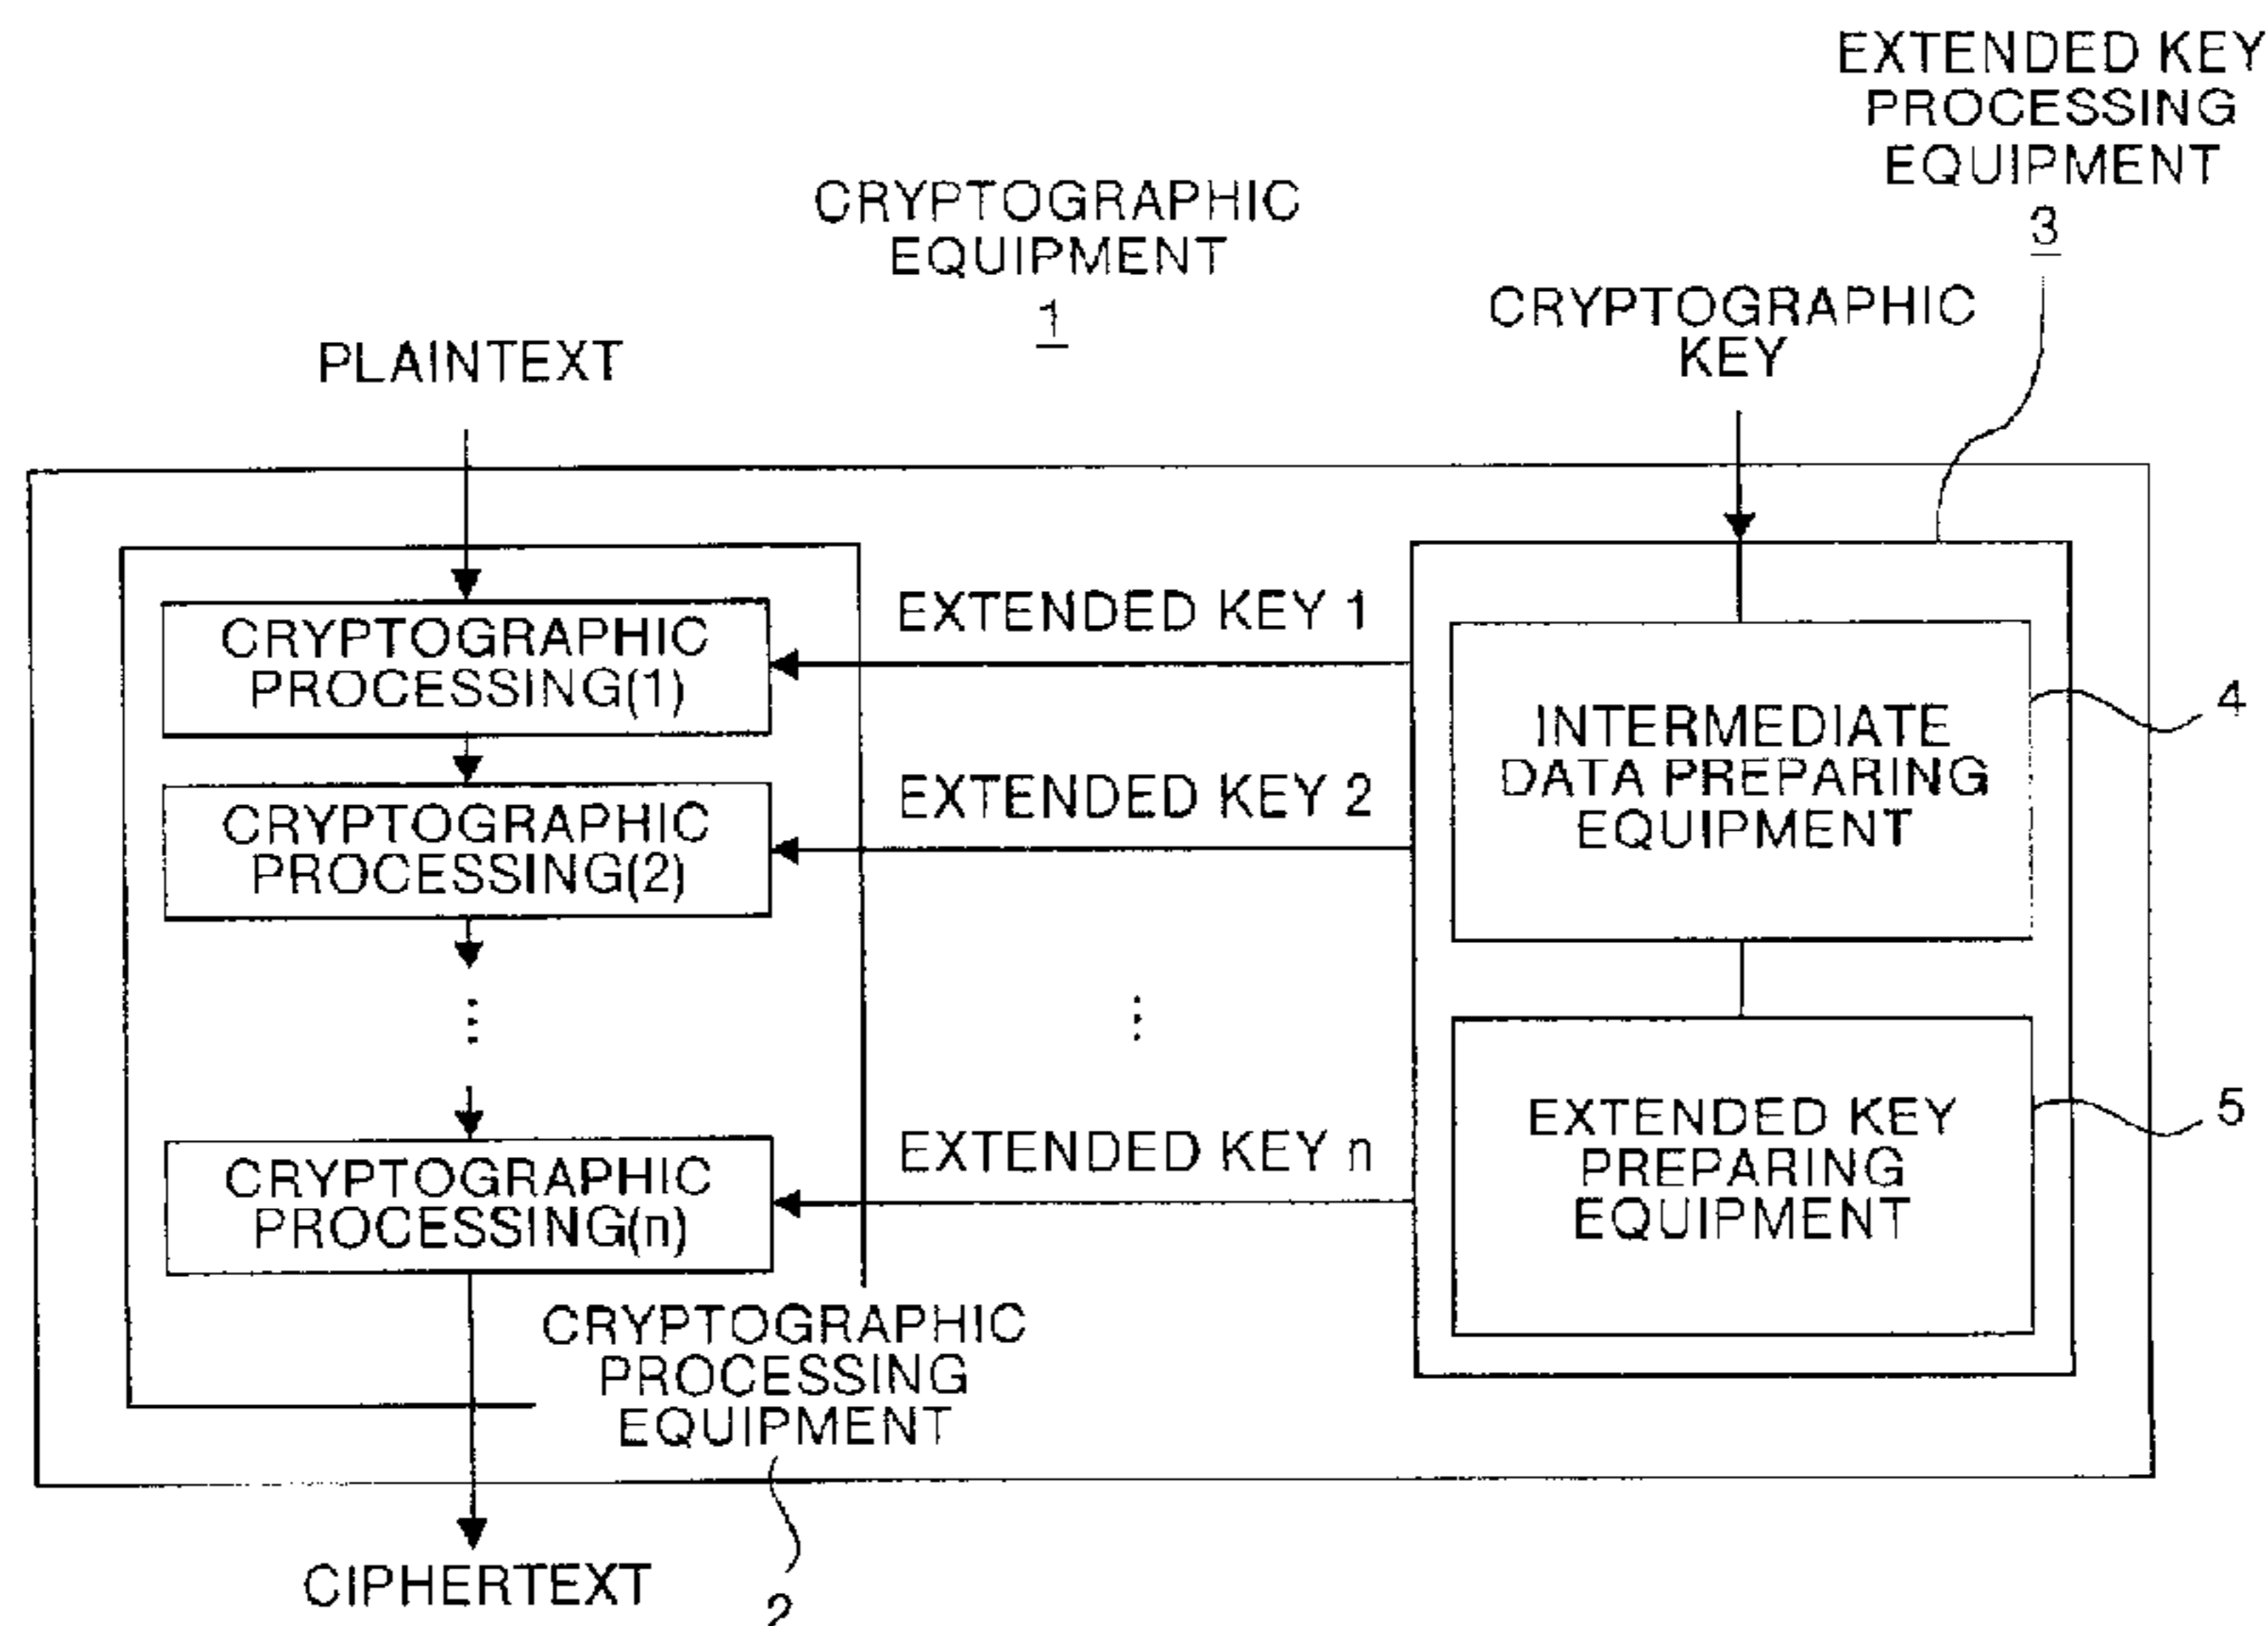 EXTENDED KEY
PROCESSING
EQUIPMENT
3
CRYPTOGRAPHIC
EQUIPMENT
1
CRYPTOGRAPHIC
KEY
PLAINTEXT
CRYPTOGRAPHIC
PROCESSING(1)
EXTENDED KEY 1
INTERMEDIATE
DATA PREPARING
EQUIPMENT
4
CRYPTOGRAPHIC
PROCESSING(2)
EXTENDED KEY 2
⋮
⋮
CRYPTOGRAPHIC
PROCESSING(n)
EXTENDED KEY n
EXTENDED KEY
PREPARING
EQUIPMENT
5
CRYPTOGRAPHIC
PROCESSING
EQUIPMENT
2
CIPHERTEXT